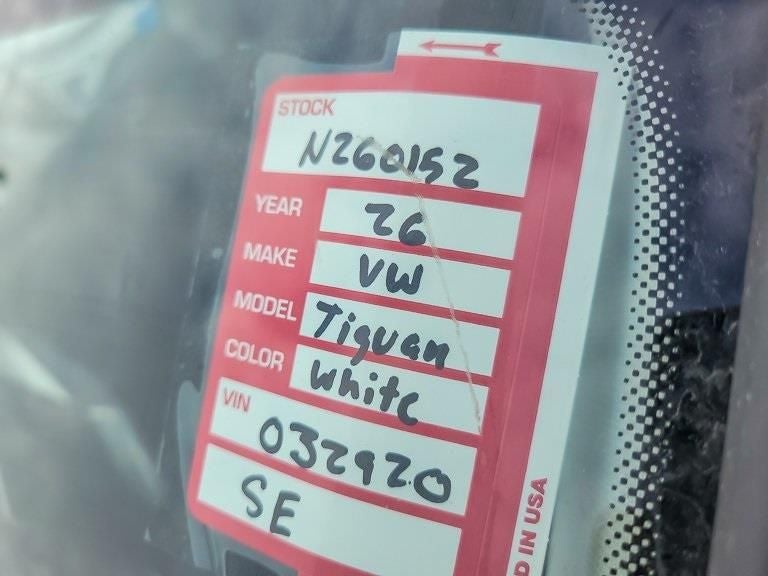 STOCK
N260152
YEAR 26
MAKE VW
MODEL Tiguan
COLOR White
VIN
032920
SE
D IN USA